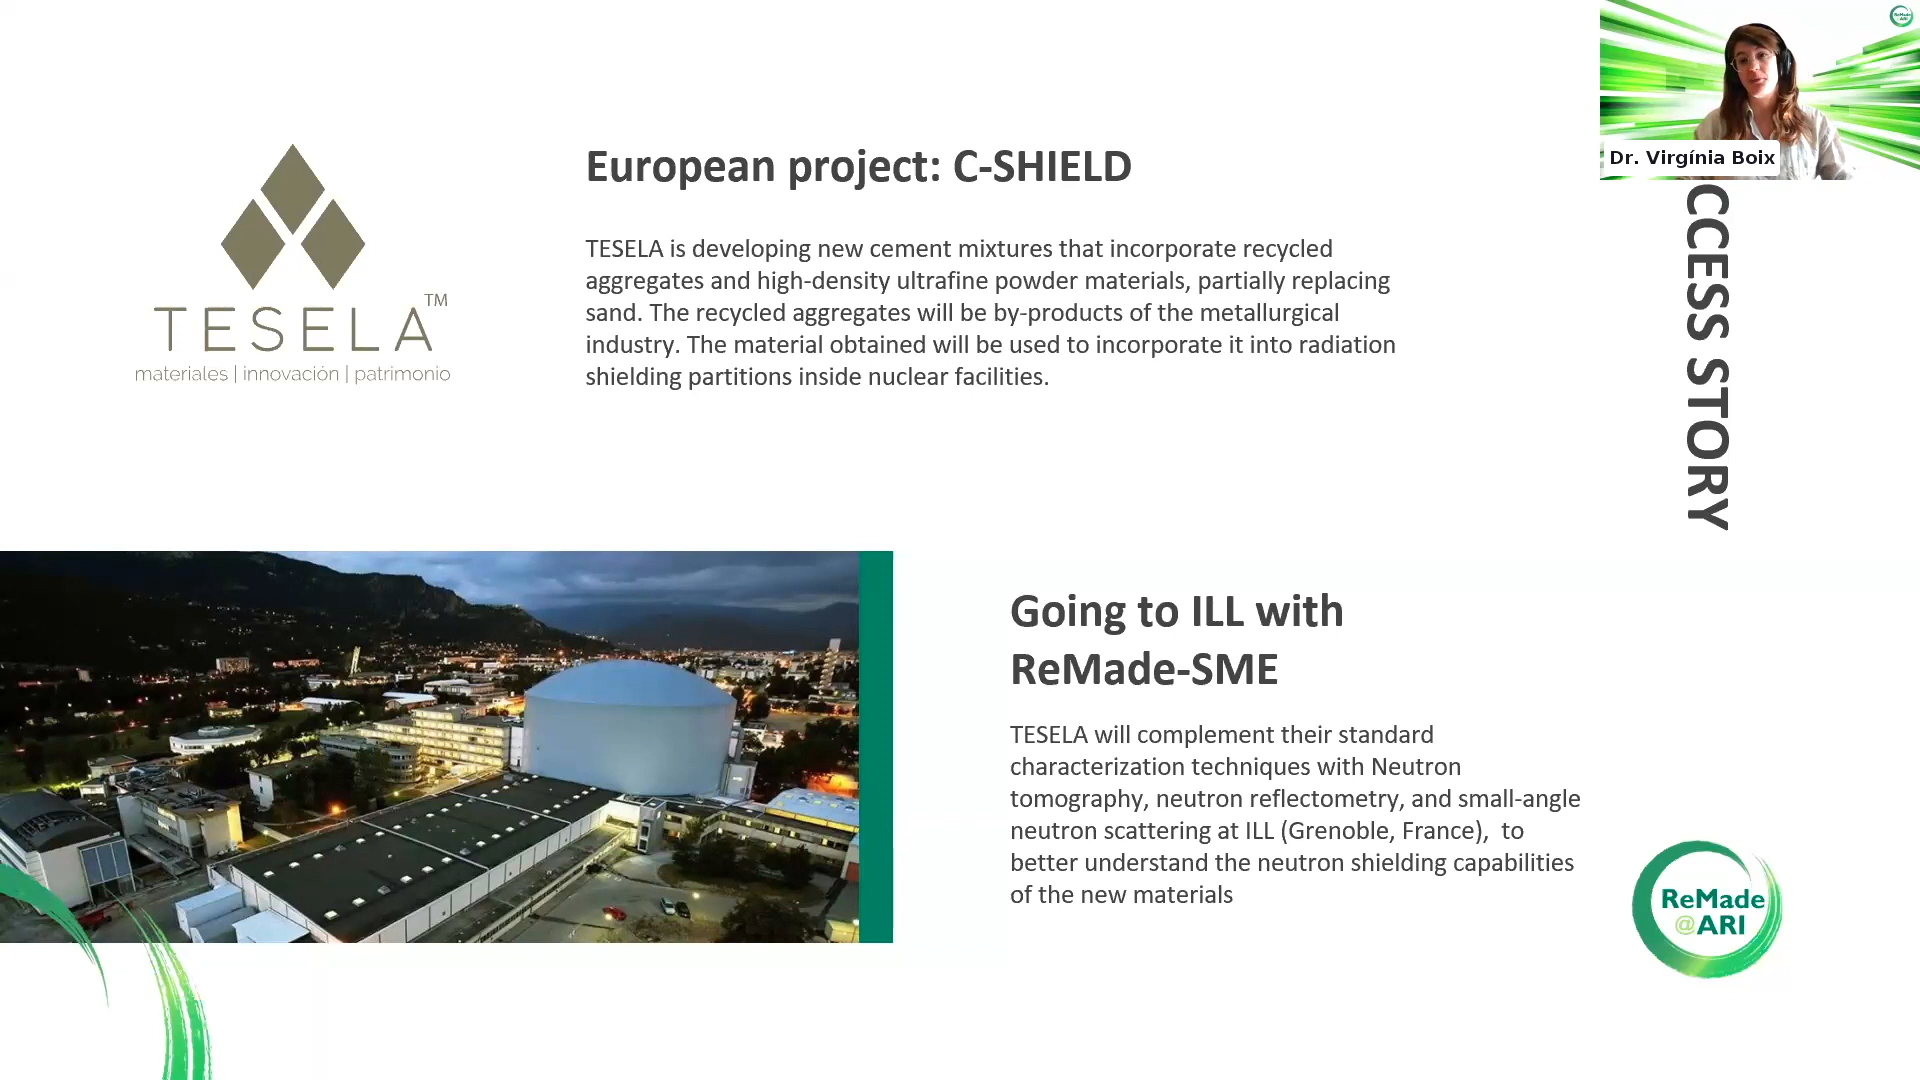 European project: C-SHIELD
TESELA is developing new cement mixtures that incorporate recycled
aggregates and high-density ultrafine powder materials, partially replacing
sand. The recycled aggregates will be by-products of the metallurgical
industry. The material obtained will be used to incorporate it into radiation
shielding partitions inside nuclear facilities.
TESELA™
materiales | innovación | patrimonio
Dr. Virgínia Boix
CCESS STORY
Going to ILL with
ReMade-SME
TESELA will complement their standard
characterization techniques with Neutron
tomography, neutron reflectometry, and small-angle
neutron scattering at ILL (Grenoble, France), to
better understand the neutron shielding capabilities
of the new materials
ReMade
@ARI